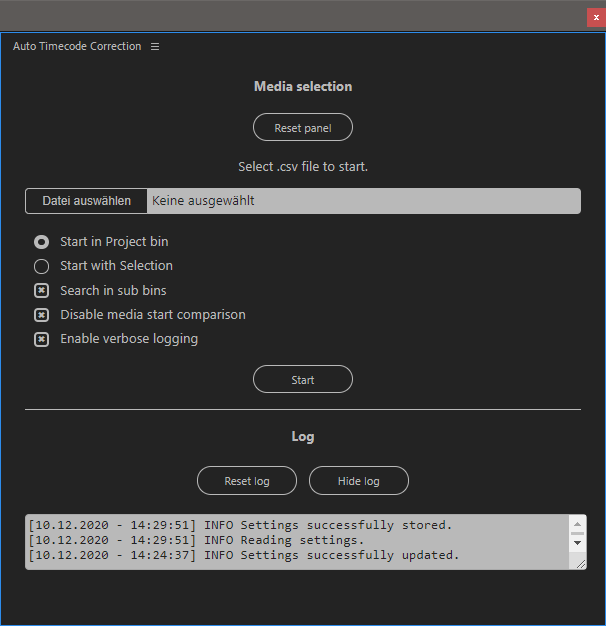 x
Auto Timecode Correction
Media selection
Reset panel
Select .csv file to start.
Datei auswählen Keine ausgewählt
Start in Project bin
Start with Selection
Search in sub bins
Disable media start comparison
Enable verbose logging
Start
Log
Reset log Hide log
[10.12.2020 - 14:29:51] INFO Settings successfully stored.
[10.12.2020 - 14:29:51] INFO Reading settings.
[10.12.2020 - 14:24:37] INFO Settings successfully updated.